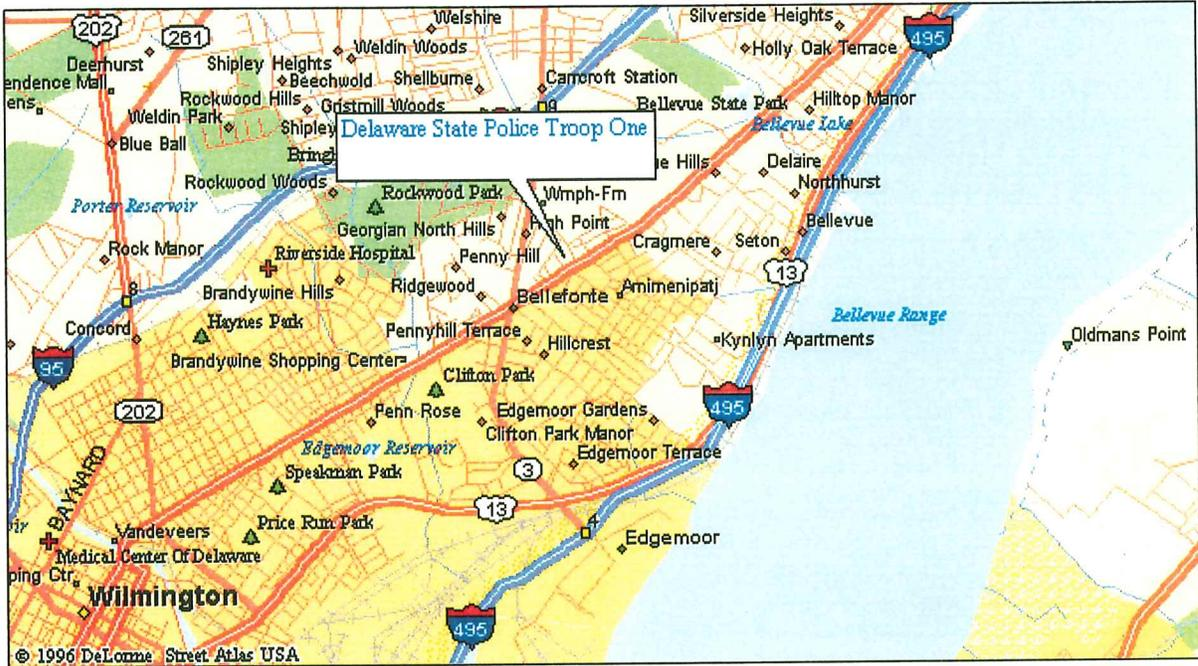 202
261
495
Welshire
Silverside Heights
Deerhurst
Weldin Woods
Holly Oak Terrace
Shipley Heights
endence Mall
Beechwold
Shellburne
Carrcroft Station
ens
Rockwood Hills
Gristmill Woods
9
Bellevue State Park
Hilltop Manor
Weldin Park
Shipley
Delaware State Police Troop One
Bellevue Lake
Blue Ball
Bringh
ue Hills
Delaire
Rockwood Woods
Rockwood Park
Wmph-Fm
Northhurst
Porter Reservoir
High Point
Bellevue
Georgian North Hills
Rock Manor
Riverside Hospital
Penny Hill
Cragmere
Seton
13
8
Brandywine Hills
Ridgewood
Bellefonte
Amimenipatj
Bellevue Range
Concord
Haynes Park
Pennyhill Terrace
Hillcrest
Kynlyn Apartments
Oldmans Point
95
Brandywine Shopping Center
Clifton Park
202
495
Penn Rose
Edgemoor Gardens
Clifton Park Manor
Edgemoor Reservoir
Edgemoor Terrace
BAYNARD
Speakman Park
3
13
oir
Vandeveers
Price Run Park
4
Edgemoor
Medical Center Of Delaware
ping Ctr
Wilmington
495
© 1996 DeLorme Street Atlas USA